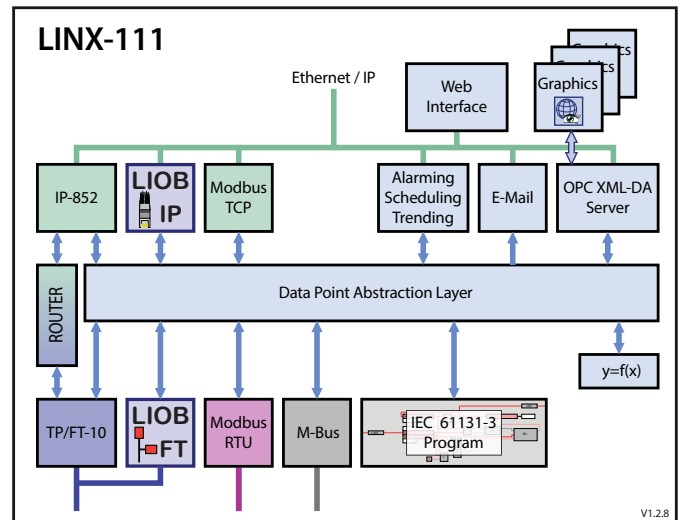 LINX-111
Ethernet / IP
Web
Interface
Graphics
Graphics
Graphics
IP-852
LIOB
IP
Modbus
TCP
Alarming
Scheduling
Trending
E-Mail
OPC XML-DA
Server
ROUTER
Data Point Abstraction Layer
y=f(x)
TP/FT-10
LIOB
FT
Modbus
RTU
M-Bus
IEC 61131-3
Program
V1.2.8